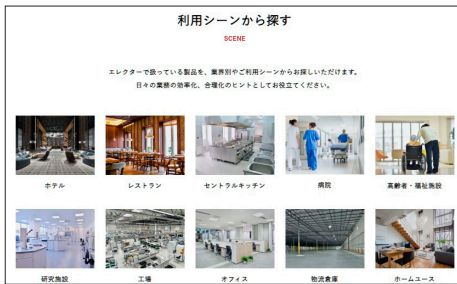 利用シーンから探す
SCENE
エレクターで扱っている製品を、業界別やご利用シーンからお探しいただけます。
日々の業務の効率化、合理化のヒントとしてお役立てください。
ホテル
レストラン
セントラルキッチン
病院
高齢者・福祉施設
研究施設
工場
オフィス
物流倉庫
ホームユース